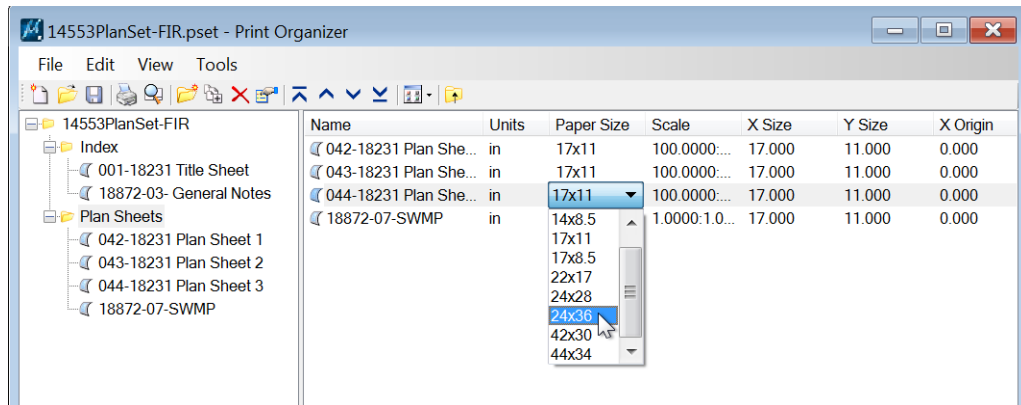 14553PlanSet-FIR.pset - Print Organizer
File Edit View Tools
14553PlanSet-FIR
Index
001-18231 Title Sheet
18872-03- General Notes
Plan Sheets
042-18231 Plan Sheet 1
043-18231 Plan Sheet 2
044-18231 Plan Sheet 3
18872-07-SWMP
Name Units Paper Size Scale X Size Y Size X Origin
042-18231 Plan She... in 17x11 100.0000:... 17.000 11.000 0.000
043-18231 Plan She... in 17x11 100.0000:... 17.000 11.000 0.000
044-18231 Plan She... in 17x11 100.0000:... 17.000 11.000 0.000
18872-07-SWMP in 1.0000:1.0... 17.000 11.000 0.000
14x8.5
17x11
17x8.5
22x17
24x28
24x36
42x30
44x34